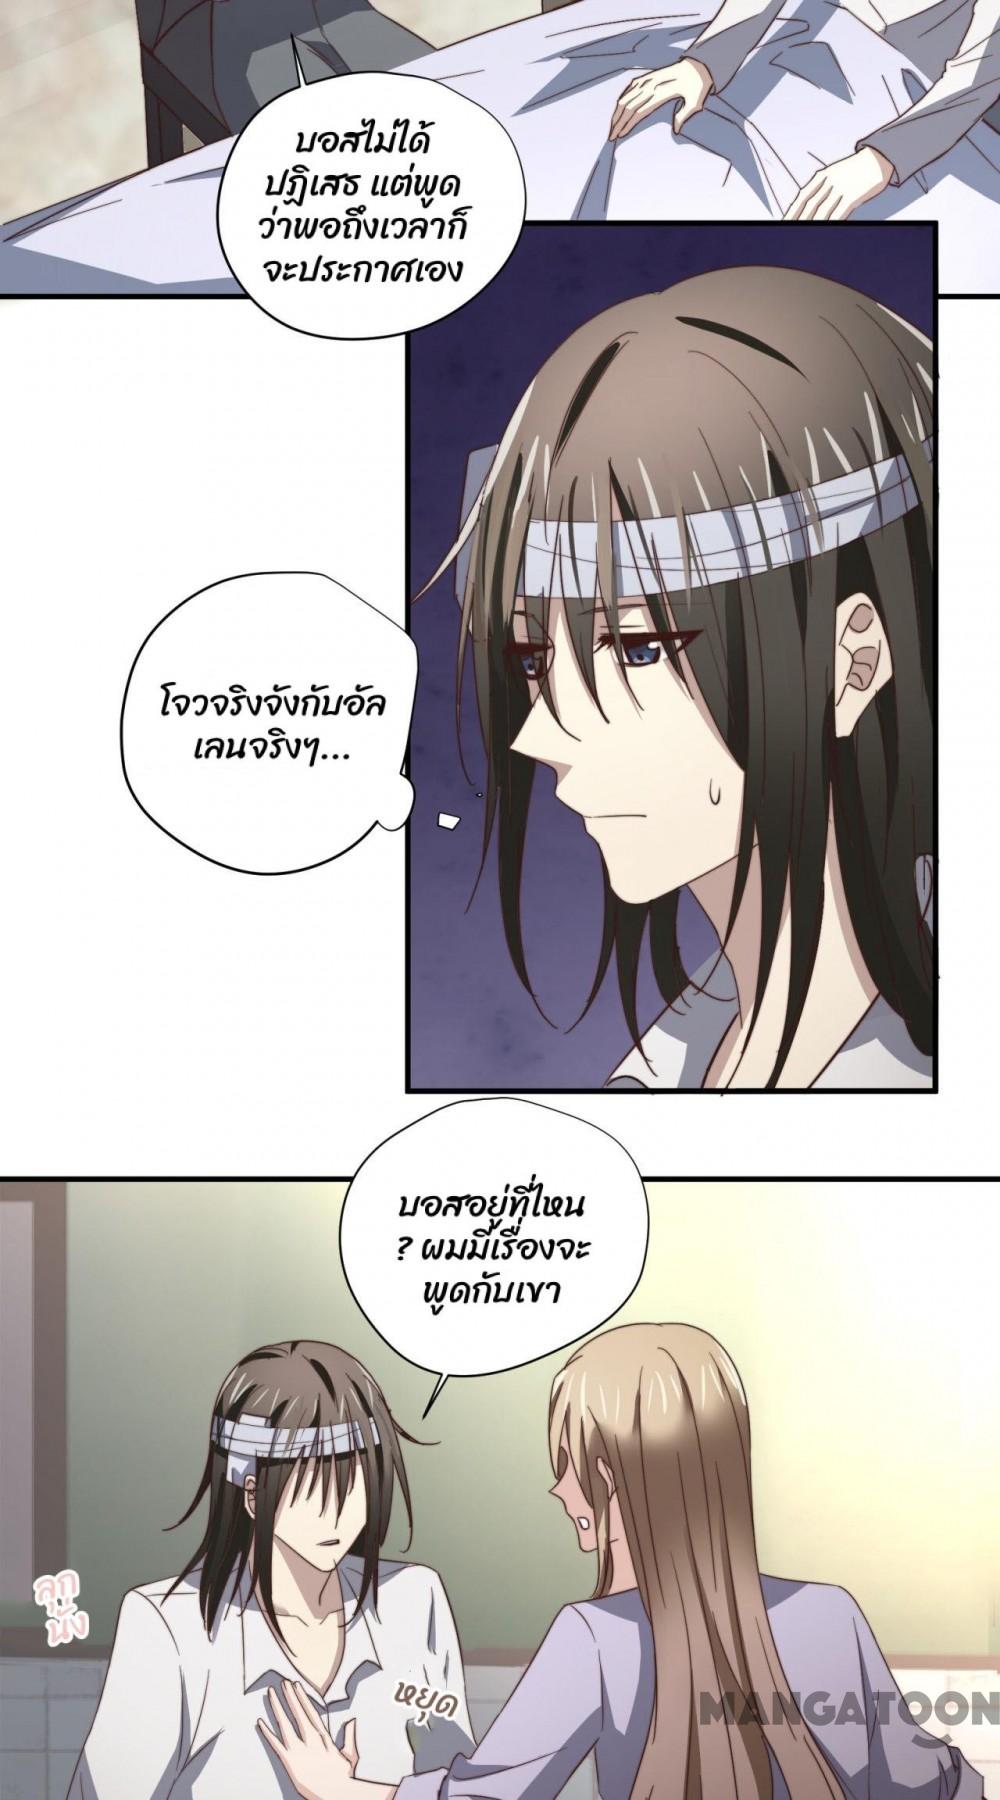 บอสไม่ได้
ปฏิเสธ แต่พูด
ว่าพอถึงเวลาก็
จะประกาศเอง
โจวจริงจังกับอัล
เลนจริงๆ...
บอสอยู่ที่ไหน
? ผมมีเรื่องจะ
พูดกับเขา
ลุก
นั่ง
หยุด
MANGATOON